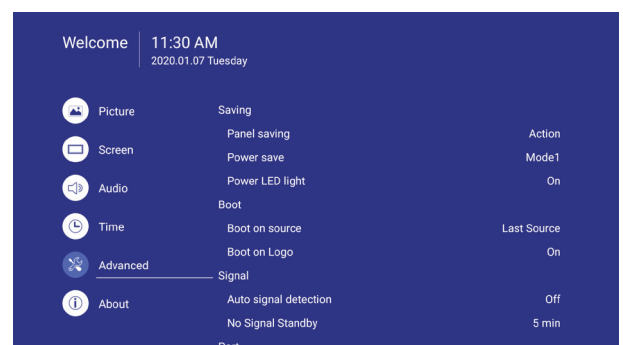 Welcome
11:30 AM
2020.01.07 Tuesday
Picture
Screen
Audio
Time
Advanced
About
Saving
Panel saving Action
Power save Mode1
Power LED light On
Boot
Boot on source Last Source
Boot on Logo On
Signal
Auto signal detection Off
No Signal Standby 5 min